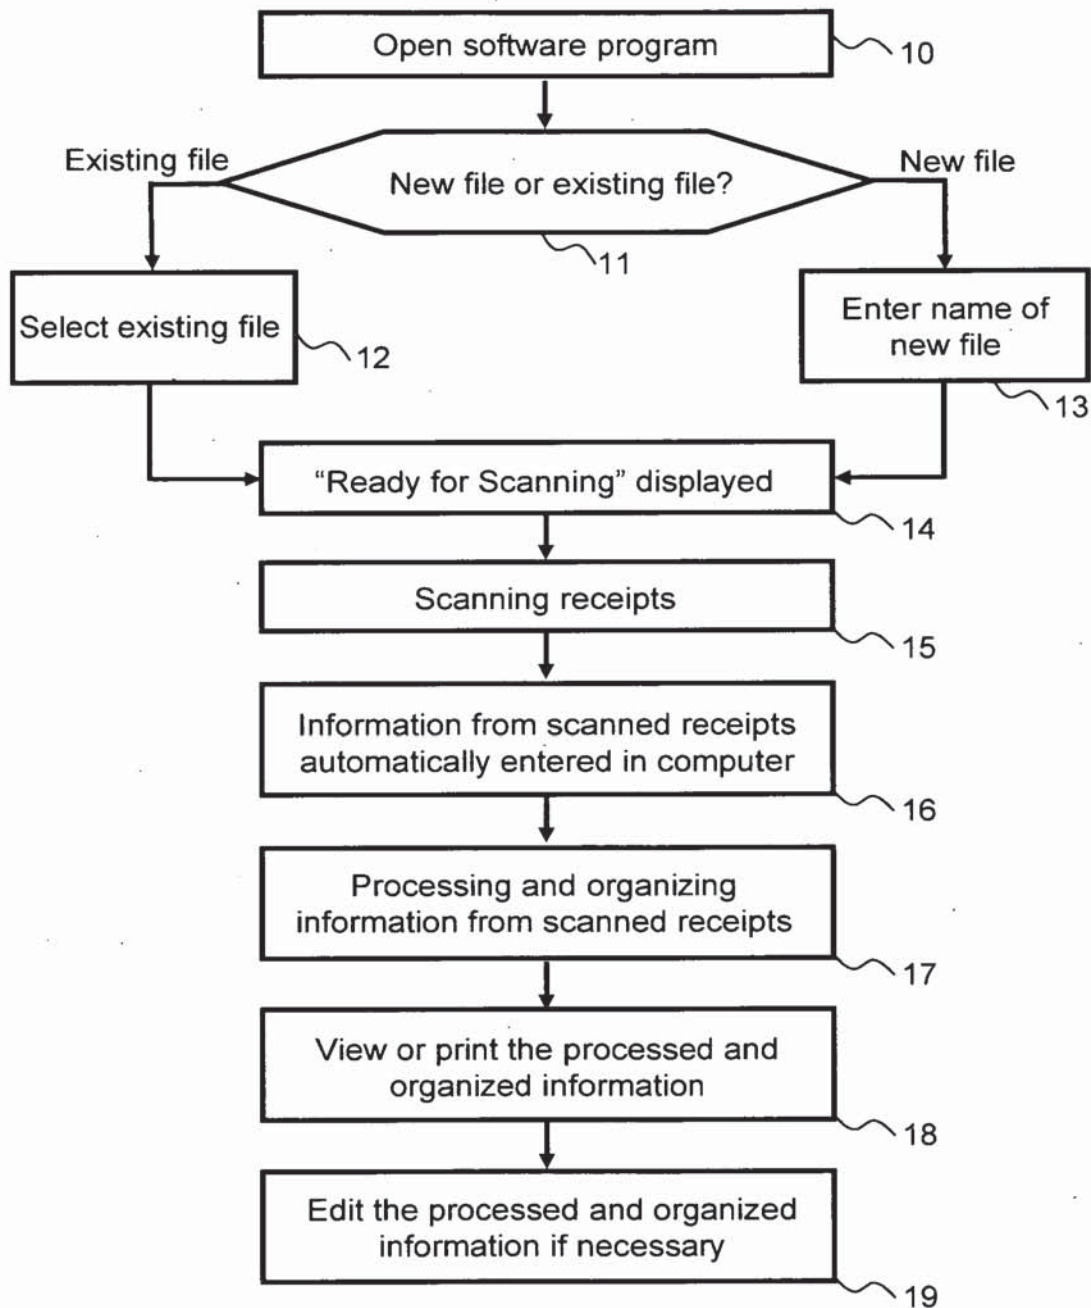 Open software program
10
Existing file
New file
New file or existing file?
11
Select existing file
12
Enter name of
new file
13
“Ready for Scanning” displayed
14
Scanning receipts
15
Information from scanned receipts
automatically entered in computer
16
Processing and organizing
information from scanned receipts
17
View or print the processed and
organized information
18
Edit the processed and organized
information if necessary
19